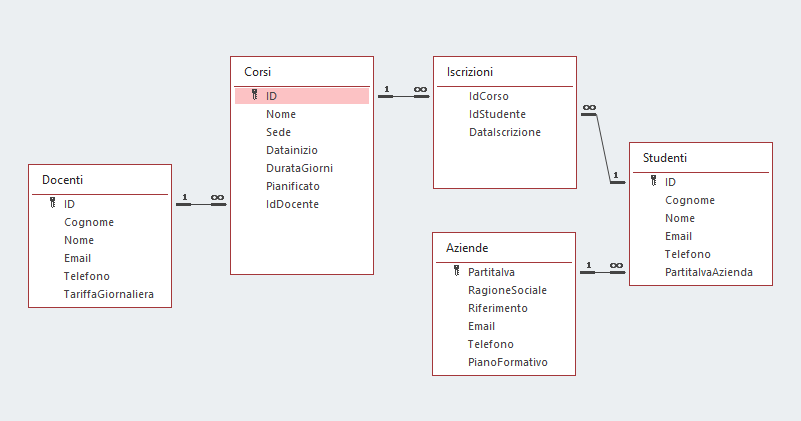 Docenti
ID
Cognome
Nome
Email
Telefono
TariffaGiornaliera
1 ∞
Corsi
ID
Nome
Sede
Datainizio
DurataGiorni
Pianificato
IdDocente
1 ∞
Iscrizioni
IdCorso
IdStudente
DataIscrizione
∞
1
Studenti
ID
Cognome
Nome
Email
Telefono
PartitaIvaAzienda
Aziende
PartitaIva
RagioneSociale
Riferimento
Email
Telefono
PianoFormativo
1 ∞